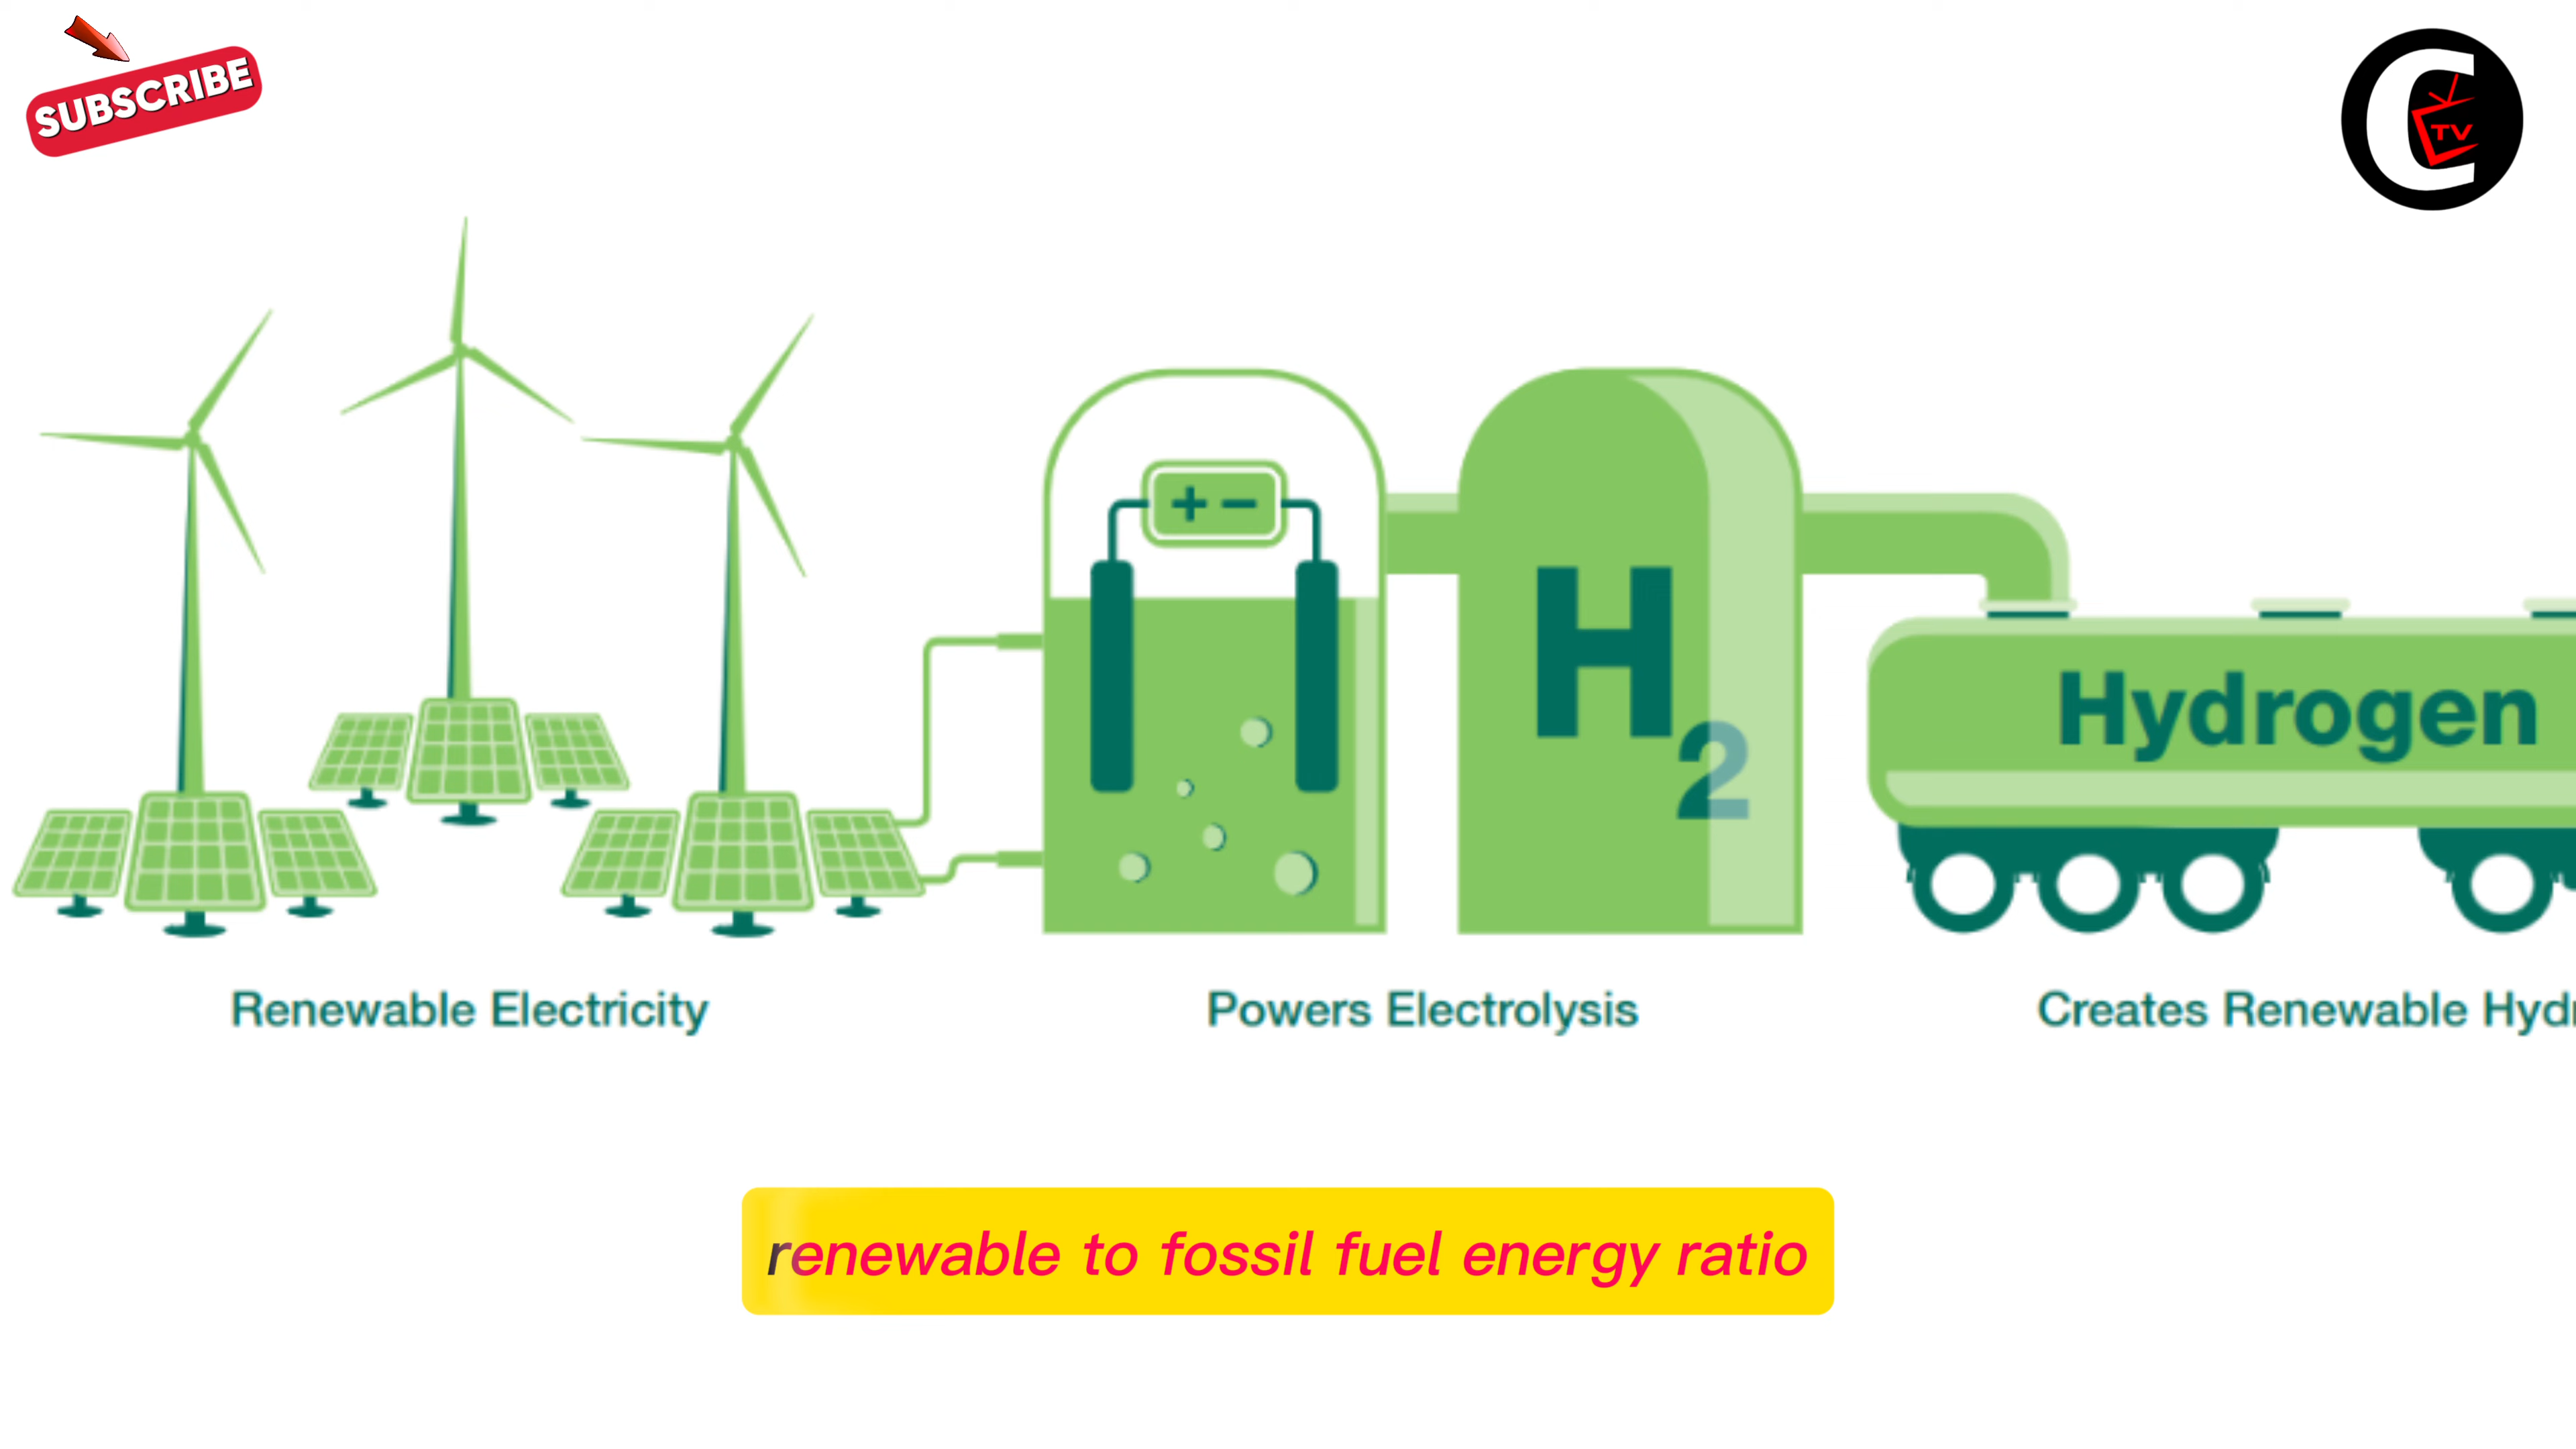 SUBSCRIBE
TV
+ -
H2
Hydrogen
Renewable Electricity
Powers Electrolysis
Creates Renewable Hyd
renewable to fossil fuel energy ratio